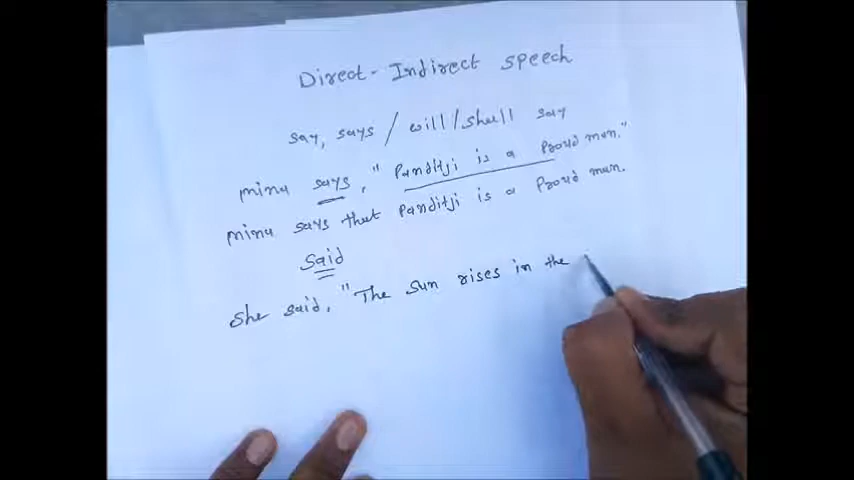 Direct - Indirect speech
say, says / will / shall say
minu says, "Panditji is a Proud man."
minu says that Panditji is a Proud man.
Said
She said, "The Sun rises in the